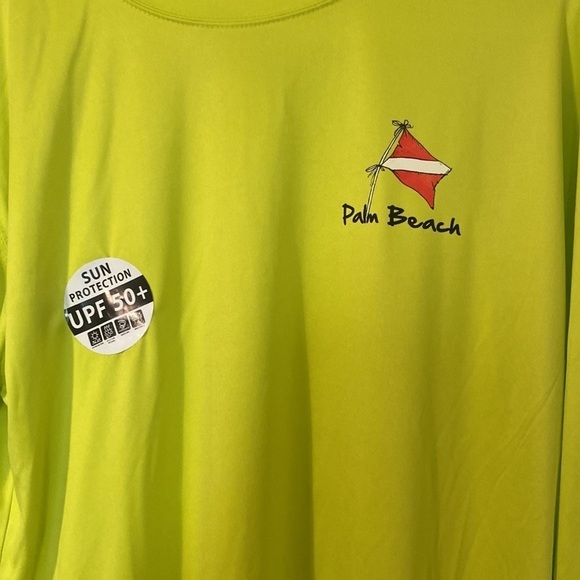 Palm Beach
SUN
PROTECTION
UPF 50+